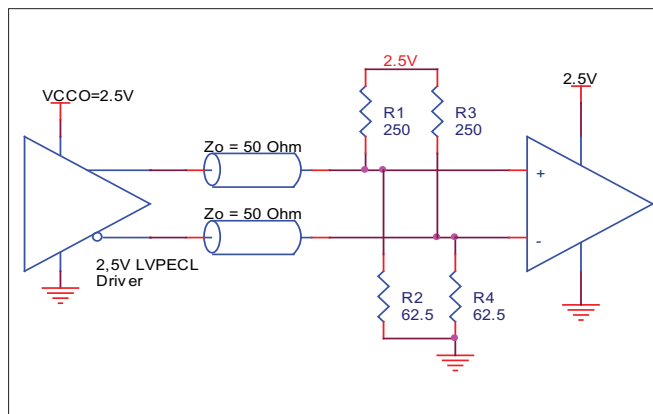 2.5V
VCCO=2.5V
2.5V
R1
250
R3
250
Zo = 50 Ohm
+
Zo = 50 Ohm
-
2,5V LVPECL
Driver
R2
62.5
R4
62.5